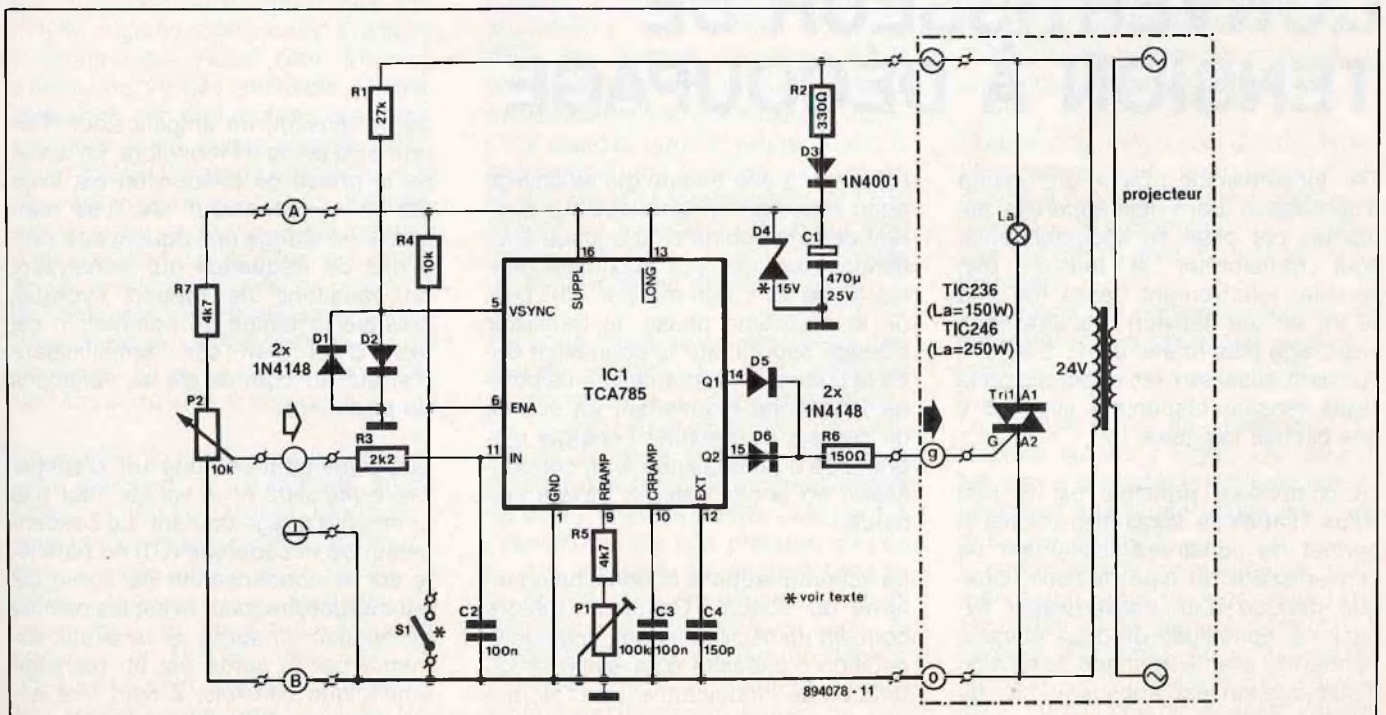 R1
27k
R2
330Ω
D3
1N4001
projecteur
A
R4
10k
16
SUPPL
13
LONG
D4
* 15V
C1
470µ
25V
La
R7
4k7
5
VSYNC
TIC236
(La=150W)
TIC246
(La=250W)
2x
1N4148
D1
D2
IC1
TCA785
Q1
14
D5
2x
1N4148
24V
6
ENA
P2
10k
R3
2k2
11
IN
Q2
15
D6
R6
150Ω
g
Tri1
A1
G
A2
GND
RRAMP
CRRAMP
EXT
1
9
10
12
R5
4k7
* voir texte
S1
*
C2
100n
P1
100k
C3
100n
C4
150p
B
894078 - 11
0